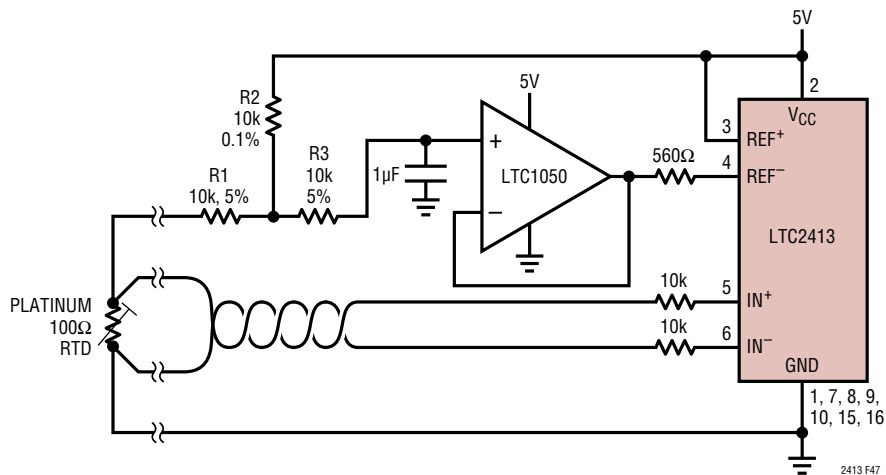 5V
R2
10k
0.1%
5V
2
VCC
3
REF+
R3
10k
5%
+
LTC1050
560Ω
4
REF−
R1
10k, 5%
1µF
−
LTC2413
PLATINUM
100Ω
RTD
10k
5
IN+
10k
6
IN−
GND
1, 7, 8, 9,
10, 15, 16
2413 F47